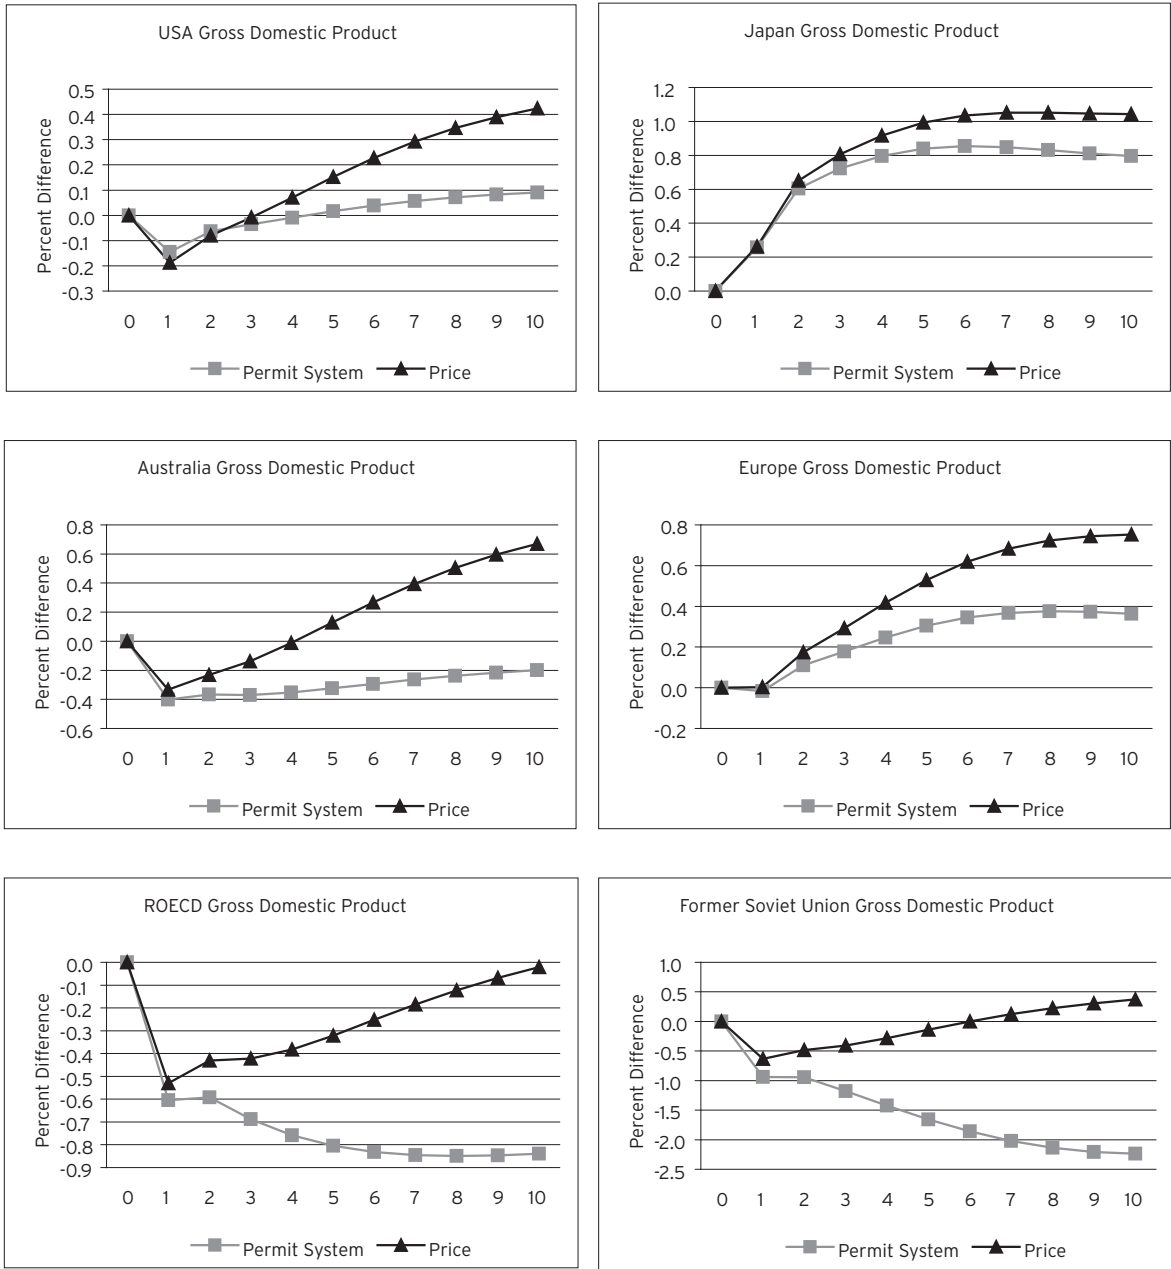 USA Gross Domestic Product
Percent Difference
0.5
0.4
0.3
0.2
0.1
0.0
-0.1
-0.2
-0.3
0 1 2 3 4 5 6 7 8 9 10
Permit System Price
Japan Gross Domestic Product
Percent Difference
1.2
1.0
0.8
0.6
0.4
0.2
0.0
0 1 2 3 4 5 6 7 8 9 10
Permit System Price
Australia Gross Domestic Product
Percent Difference
0.8
0.6
0.4
0.2
0.0
-0.2
-0.4
-0.6
0 1 2 3 4 5 6 7 8 9 10
Permit System Price
Europe Gross Domestic Product
Percent Difference
0.8
0.6
0.4
0.2
0.0
-0.2
0 1 2 3 4 5 6 7 8 9 10
Permit System Price
ROECD Gross Domestic Product
Percent Difference
0.0
-0.1
-0.2
-0.3
-0.4
-0.5
-0.6
-0.7
-0.8
-0.9
0 1 2 3 4 5 6 7 8 9 10
Permit System Price
Former Soviet Union Gross Domestic Product
Percent Difference
1.0
0.5
0.0
-0.5
-1.0
-1.5
-2.0
-2.5
0 1 2 3 4 5 6 7 8 9 10
Permit System Price